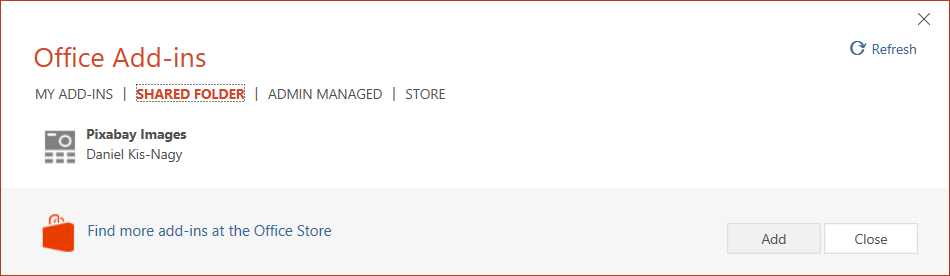 Office Add-ins
Refresh
MY ADD-INS | SHARED FOLDER | ADMIN MANAGED | STORE
Pixabay Images
Daniel Kis-Nagy
Find more add-ins at the Office Store
Add
Close